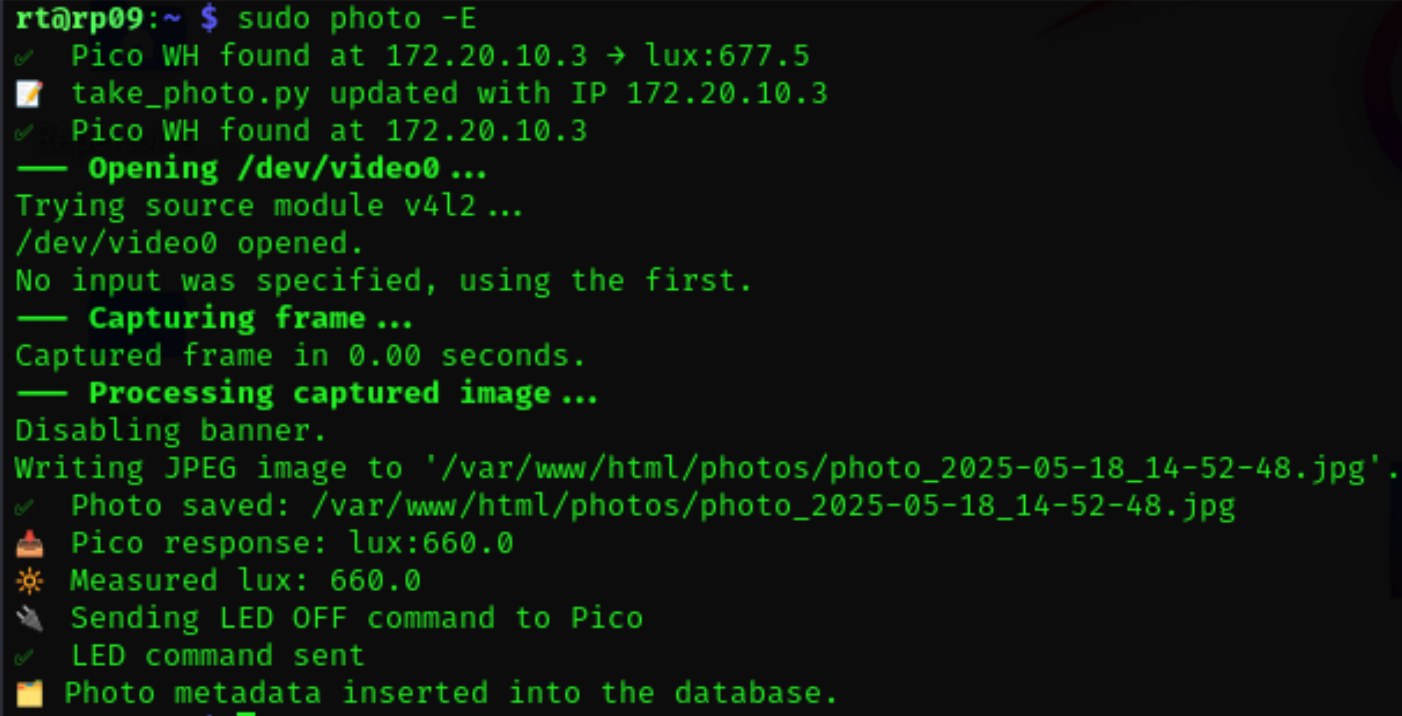 rt@rp09:~ $ sudo photo -E
✅ Pico WH found at 172.20.10.3 → lux:677.5
📝 take_photo.py updated with IP 172.20.10.3
✅ Pico WH found at 172.20.10.3
--- Opening /dev/video0...
Trying source module v4l2...
/dev/video0 opened.
No input was specified, using the first.
--- Capturing frame...
Captured frame in 0.00 seconds.
--- Processing captured image...
Disabling banner.
Writing JPEG image to '/var/www/html/photos/photo_2025-05-18_14-52-48.jpg'.
✅ Photo saved: /var/www/html/photos/photo_2025-05-18_14-52-48.jpg
📥 Pico response: lux:660.0
🔆 Measured lux: 660.0
🔌 Sending LED OFF command to Pico
✅ LED command sent
🗂️ Photo metadata inserted into the database.